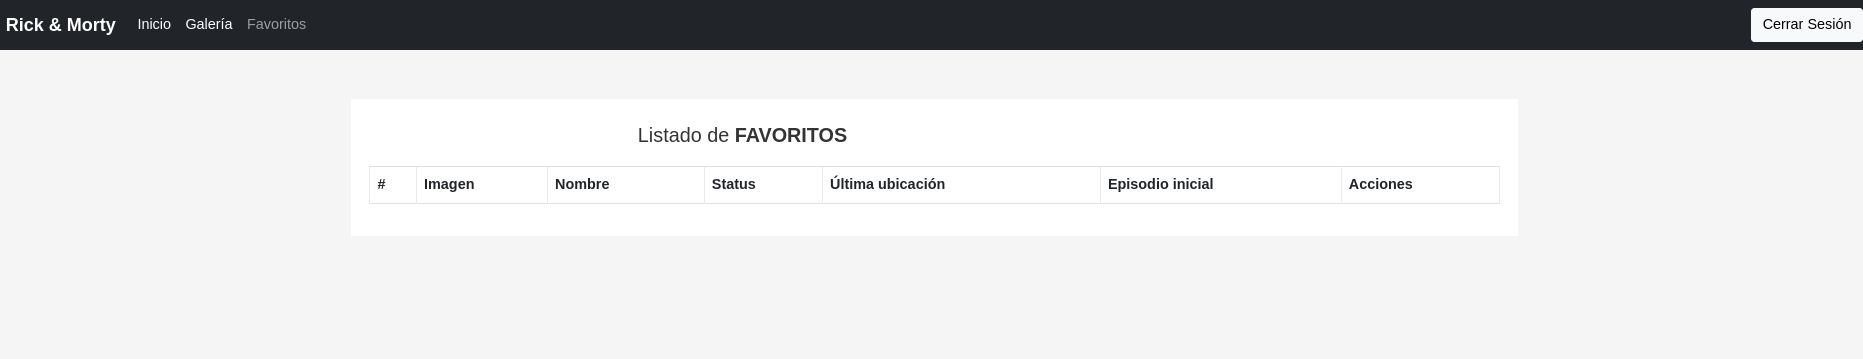 Rick & Morty Inicio Galería Favoritos Cerrar Sesión
Listado de FAVORITOS
# Imagen Nombre Status Última ubicación Episodio inicial Acciones